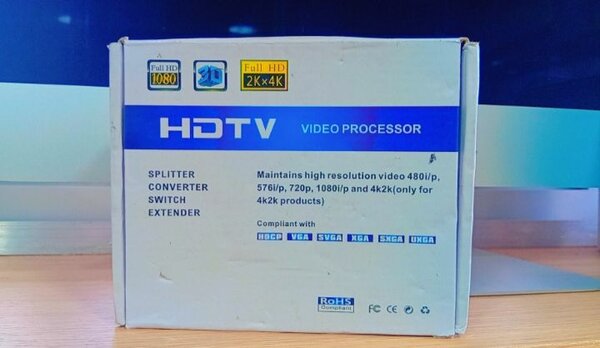 Full HD
1080
3D
Full HD
2K×4K
HDTV VIDEO PROCESSOR
SPLITTER
CONVERTER
SWITCH
EXTENDER
Maintains high resolution video 480i/p,
576i/p, 720p, 1080i/p and 4k2k(only for
4k2k products)
Compliant with
HDCP VGA SVGA XGA SXGA UXGA
RoHS
Compliant
FC CE